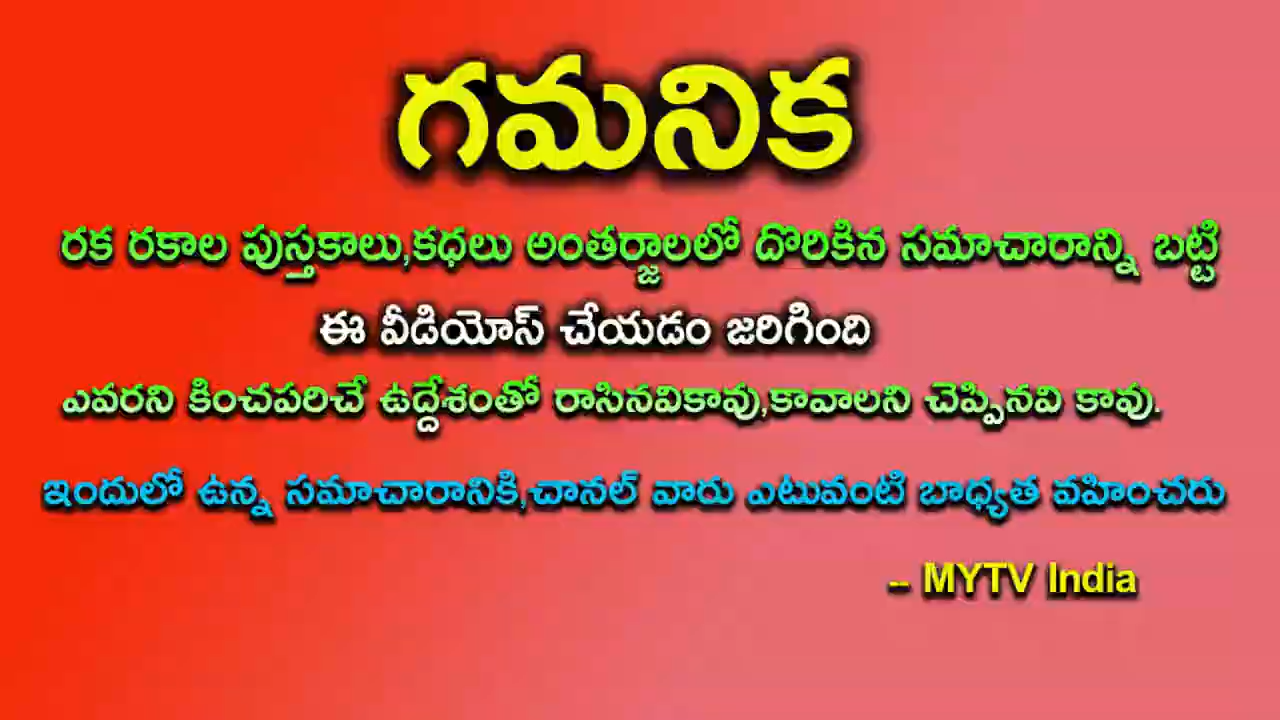 గమనిక
రక రకాల పుస్తకాలు,కధలు అంతర్జాలలో దొరికిన సమాచారాన్ని బట్టి
ఈ వీడియోస్ చేయడం జరిగింది
ఎవరని కించపరిచే ఉద్దేశంతో రాసినవికావు,కావాలని చెప్పినవి కావు.
ఇందులో ఉన్న సమాచారానికి,చానల్ వారు ఎటువంటి బాధ్యత వహించరు
-- MYTV India